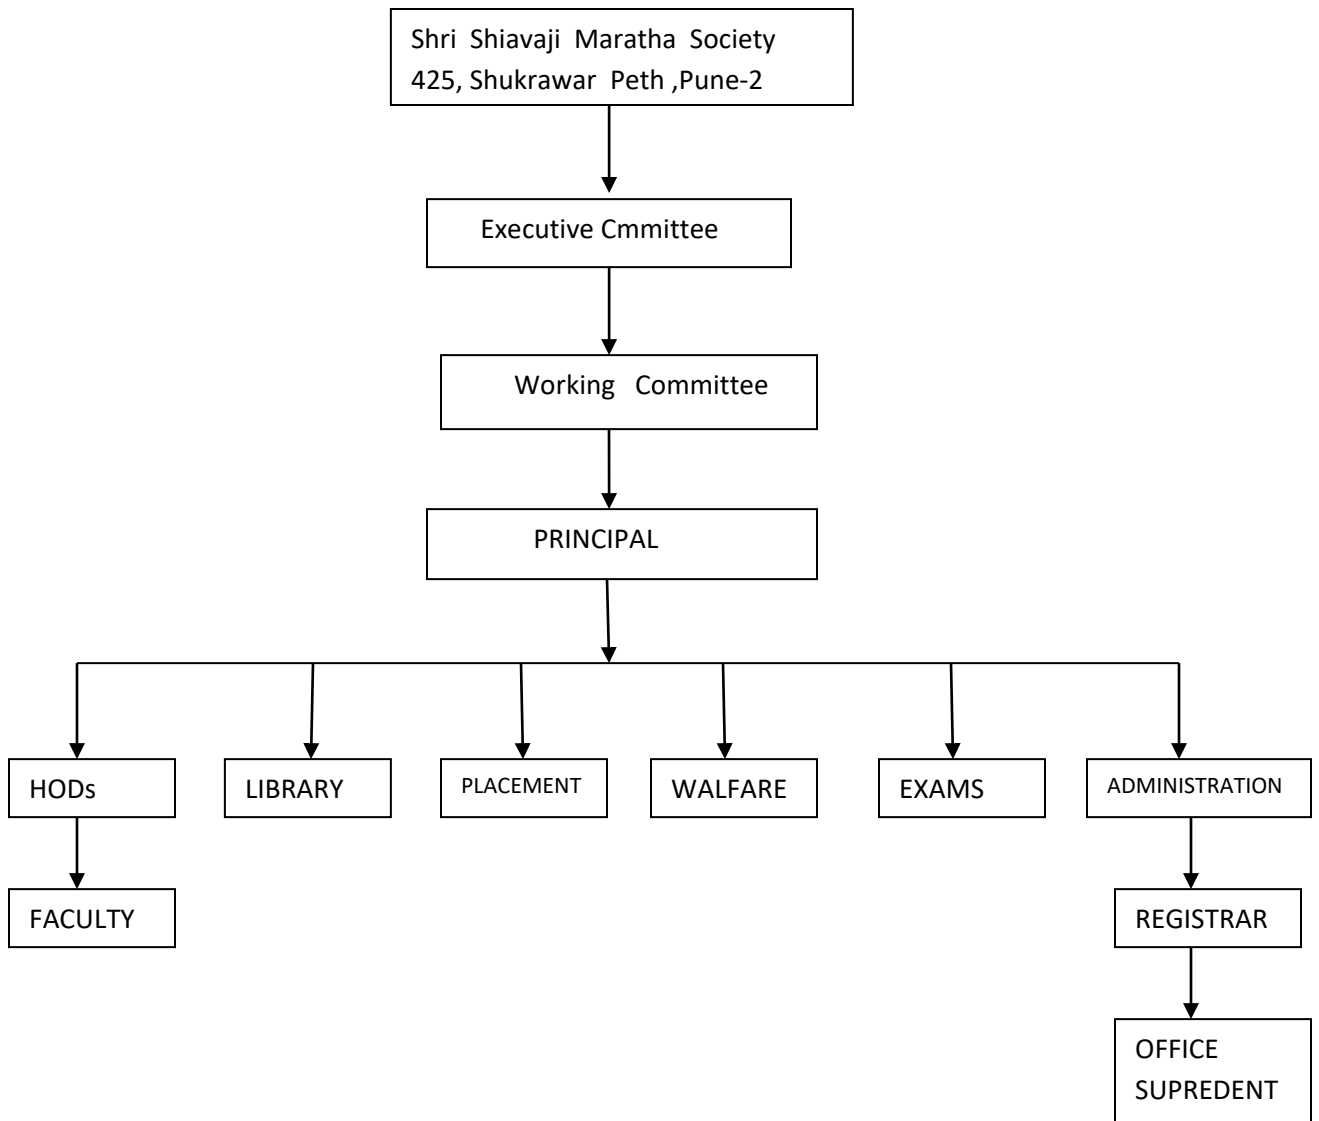 Shri Shiavaji Maratha Society
425, Shukrawar Peth ,Pune-2
Executive Cmmittee
Working Committee
PRINCIPAL
HODs
LIBRARY
PLACEMENT
WALFARE
EXAMS
ADMINISTRATION
FACULTY
REGISTRAR
OFFICE
SUPREDENT